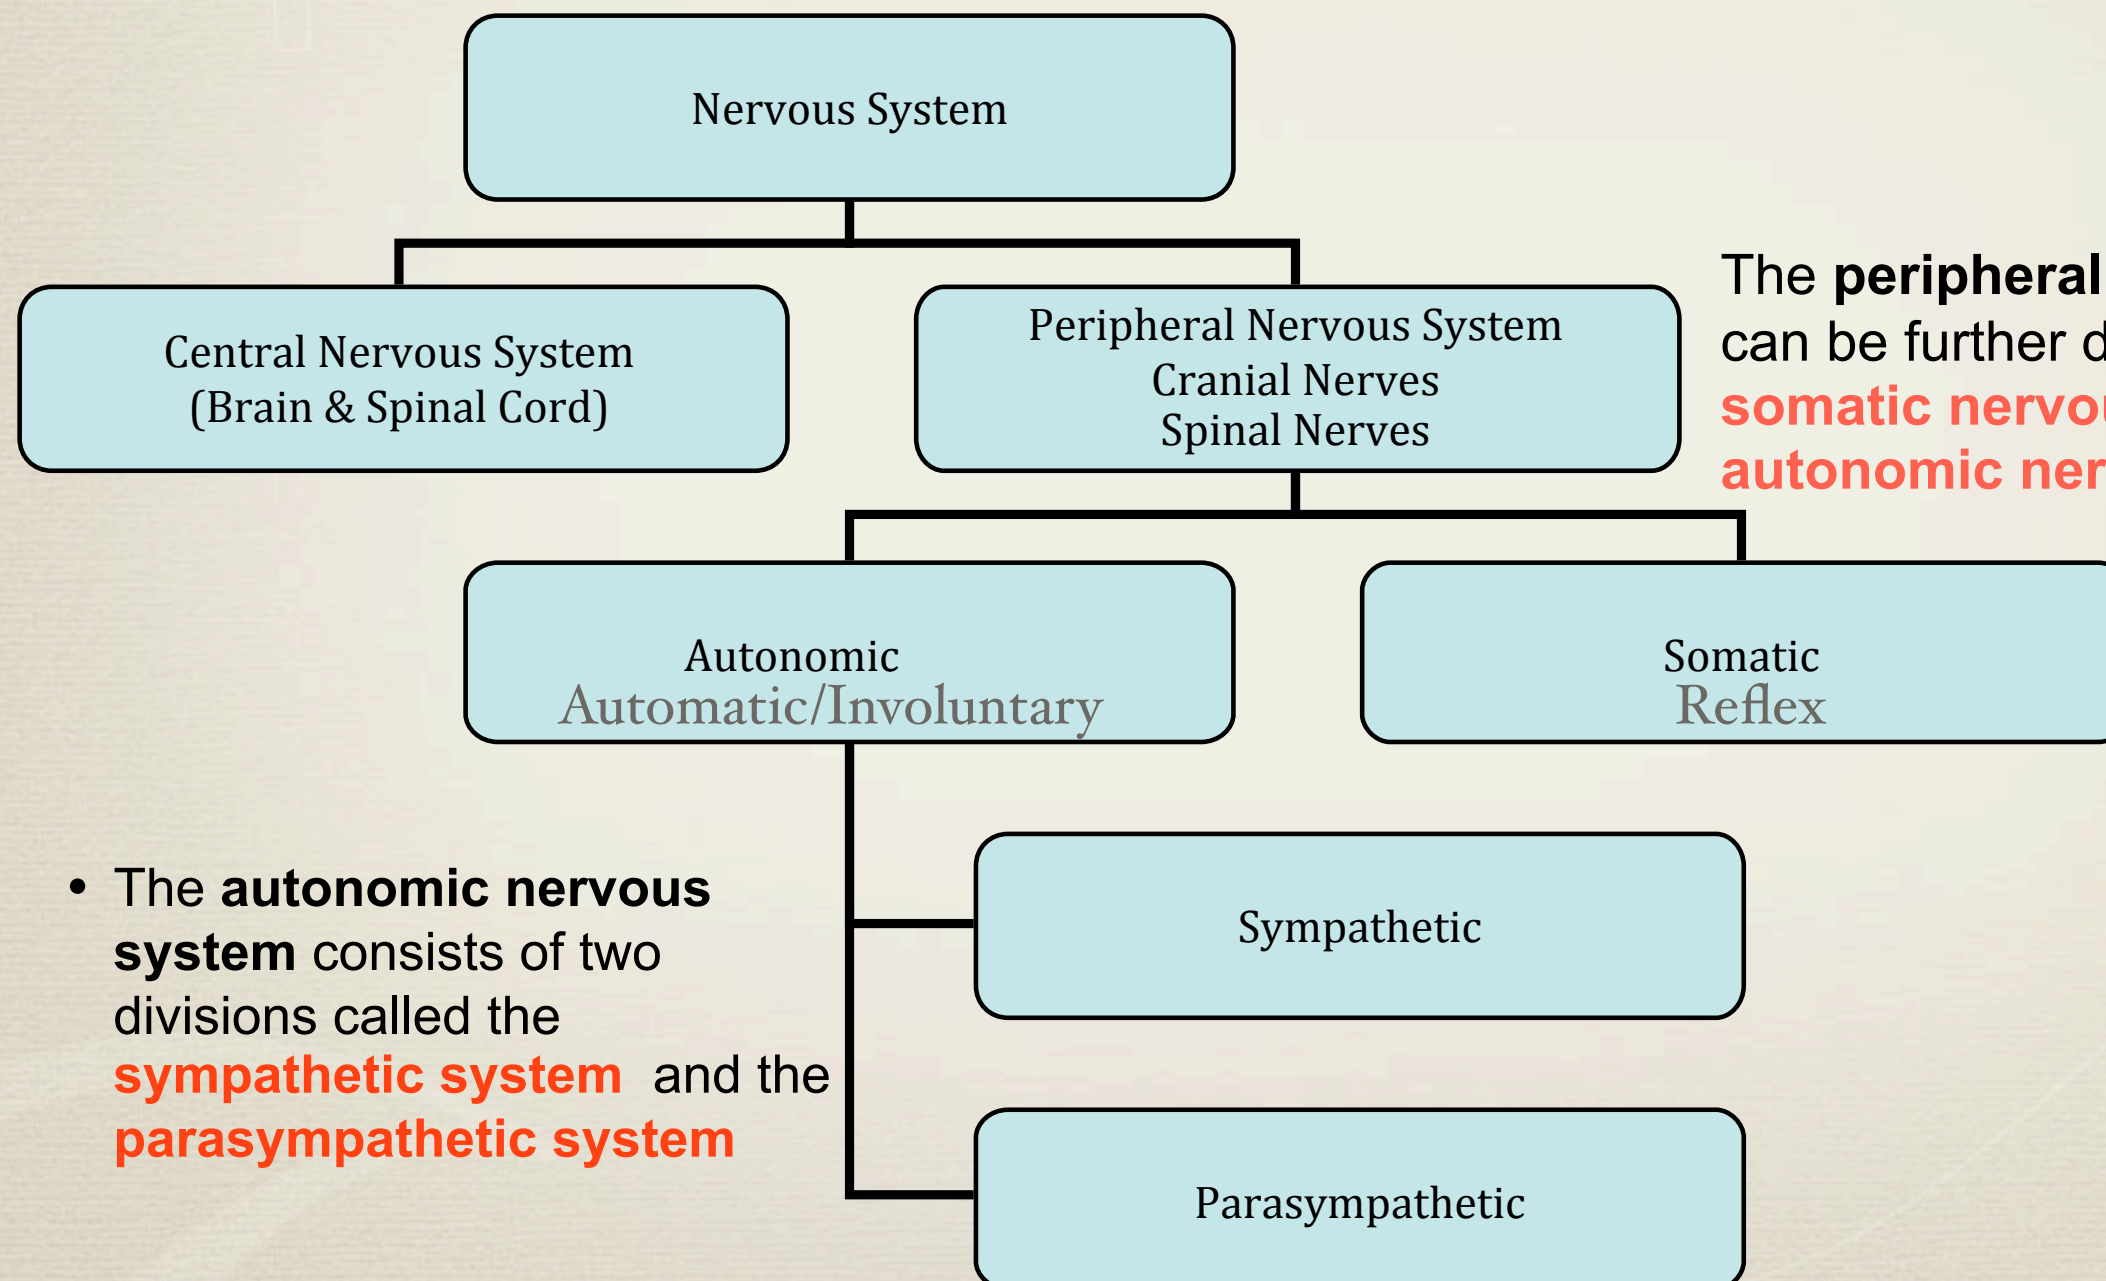 Nervous System
Central Nervous System
(Brain & Spinal Cord)
Peripheral Nervous System
Cranial Nerves
Spinal Nerves
The peripheral
can be further
somatic
autonomic
Autonomic
Automatic/Involuntary
Somatic
Reflex
• The autonomic nervous
system consists of two
divisions called the
sympathetic system and the
parasympathetic system
Sympathetic
Parasympathetic